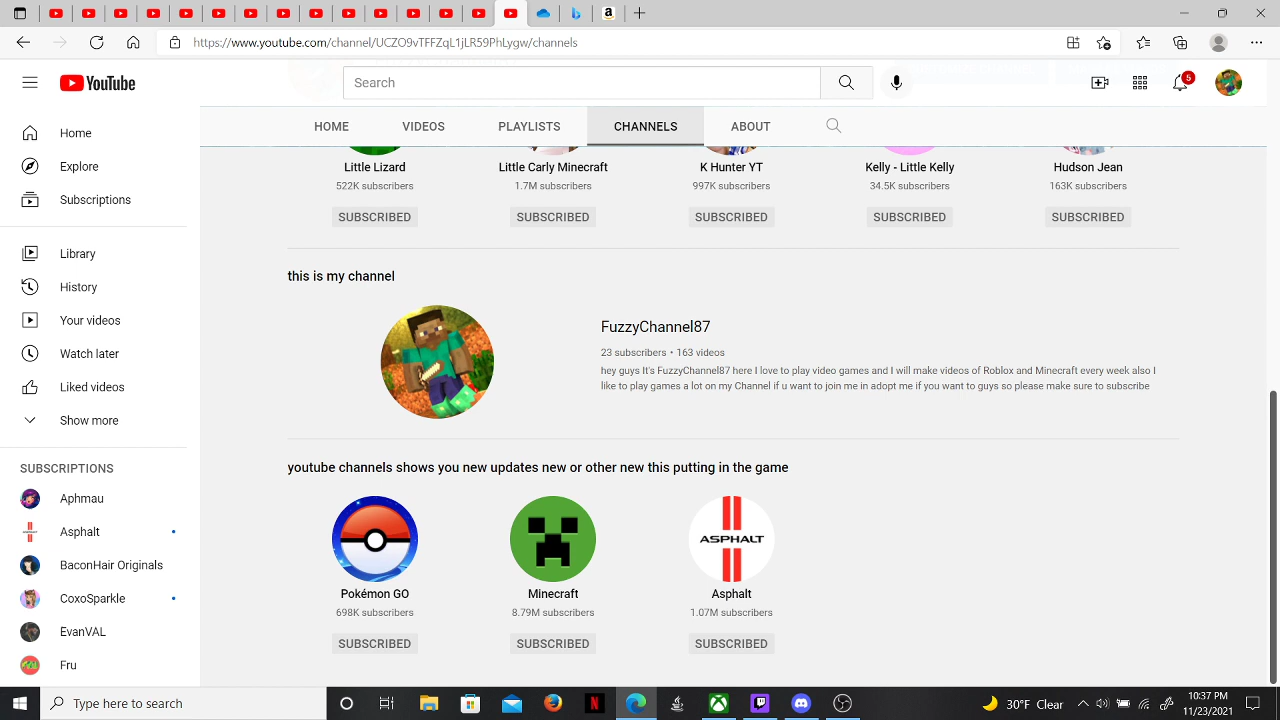 https://www.youtube.com/channel/UCZO9vTFFZqL1jLR59PhLygw/channels
YouTube
Search
5
HOME
VIDEOS
PLAYLISTS
CHANNELS
ABOUT
Home
Explore
Subscriptions
Library
History
Your videos
Watch later
Liked videos
Show more
SUBSCRIPTIONS
Aphmau
Asphalt
BaconHair Originals
CoxoSparkle
EvanVAL
Fru
Little Lizard
522K subscribers
SUBSCRIBED
Little Carly Minecraft
1.7M subscribers
SUBSCRIBED
K Hunter YT
997K subscribers
SUBSCRIBED
Kelly - Little Kelly
34.5K subscribers
SUBSCRIBED
Hudson Jean
163K subscribers
SUBSCRIBED
this is my channel
FuzzyChannel87
23 subscribers • 163 videos
hey guys It's FuzzyChannel87 here I love to play video games and I will make videos of Roblox and Minecraft every week also I
like to play games a lot on my Channel if u want to join me in adopt me if you want to guys so please make sure to subscribe
youtube channels shows you new updates new or other new this putting in the game
Pokémon GO
698K subscribers
SUBSCRIBED
Minecraft
8.79M subscribers
SUBSCRIBED
ASPHALT
Asphalt
1.07M subscribers
SUBSCRIBED
Type here to search
30°F Clear
10:37 PM
11/23/2021